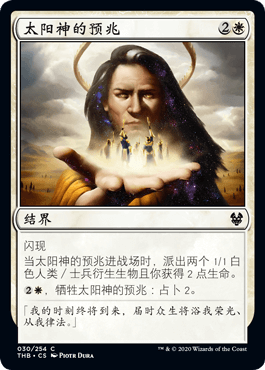 太阳神的预兆 2
结界
闪现
当太阳神的预兆进战场时，派出两个 1/1 白
色人类／士兵衍生生物且你获得 2 点生命。
2，牺牲太阳神的预兆：占卜 2。
「我的时刻终将到来，届时众生将浴我荣光、
从我律法。」
030/254 C
THB • CS Piotr Dura
™ & © 2020 Wizards of the Coast